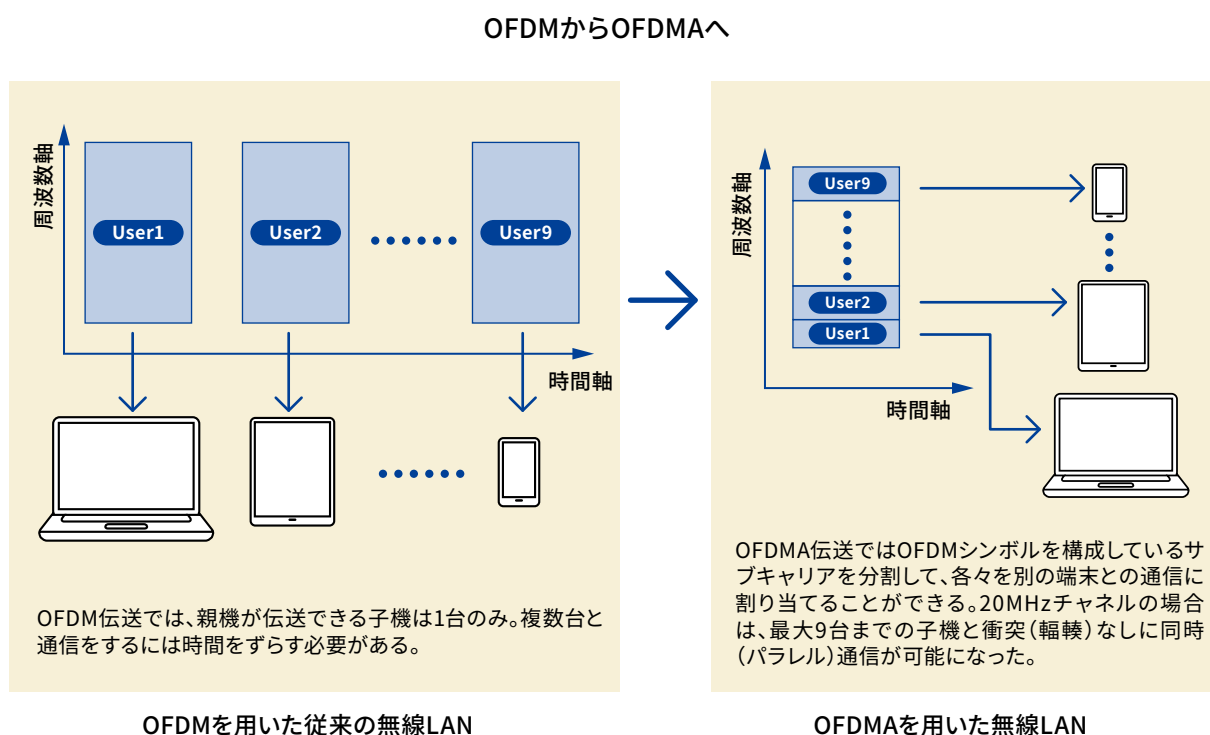 OFDMからOFDMAへ
周波数軸
User1
User2
User9
時間軸
OFDM伝送では、親機が伝送できる子機は1台のみ。複数台と
通信をするには時間をずらす必要がある。
OFDMを用いた従来の無線LAN
周波数軸
User9
User2
User1
時間軸
OFDMA伝送ではOFDMシンボルを構成しているサ
ブキャリアを分割して、各々を別の端末との通信に
割り当てることができる。20MHzチャネルの場合
は、最大9台までの子機と衝突（輻輳）なしに同時
（パラレル）通信が可能になった。
OFDMAを用いた無線LAN